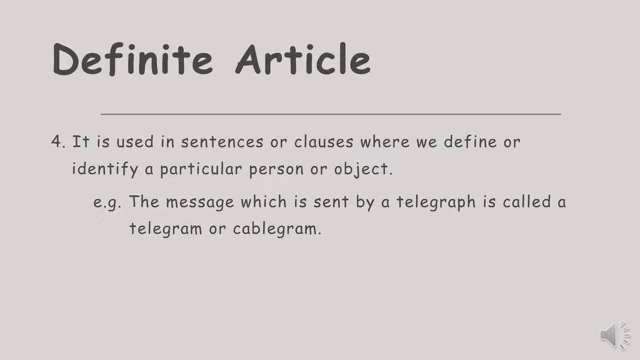 Definite Article
4. It is used in sentences or clauses where we define or
identify a particular person or object.
e.g. The message which is sent by a telegraph is called a
telegram or cablegram.